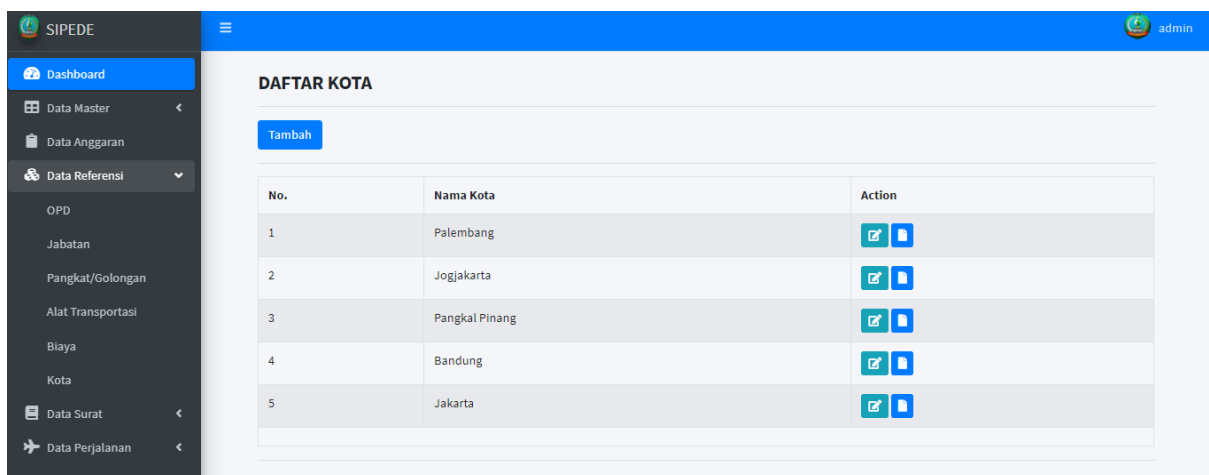 SIPEDE
admin
Dashboard
Data Master
Data Anggaran
Data Referensi
OPD
Jabatan
Pangkat/Golongan
Alat Transportasi
Biaya
Kota
Data Surat
Data Perjalanan
DAFTAR KOTA
Tambah
No. Nama Kota Action
1 Palembang
2 Jogjakarta
3 Pangkal Pinang
4 Bandung
5 Jakarta